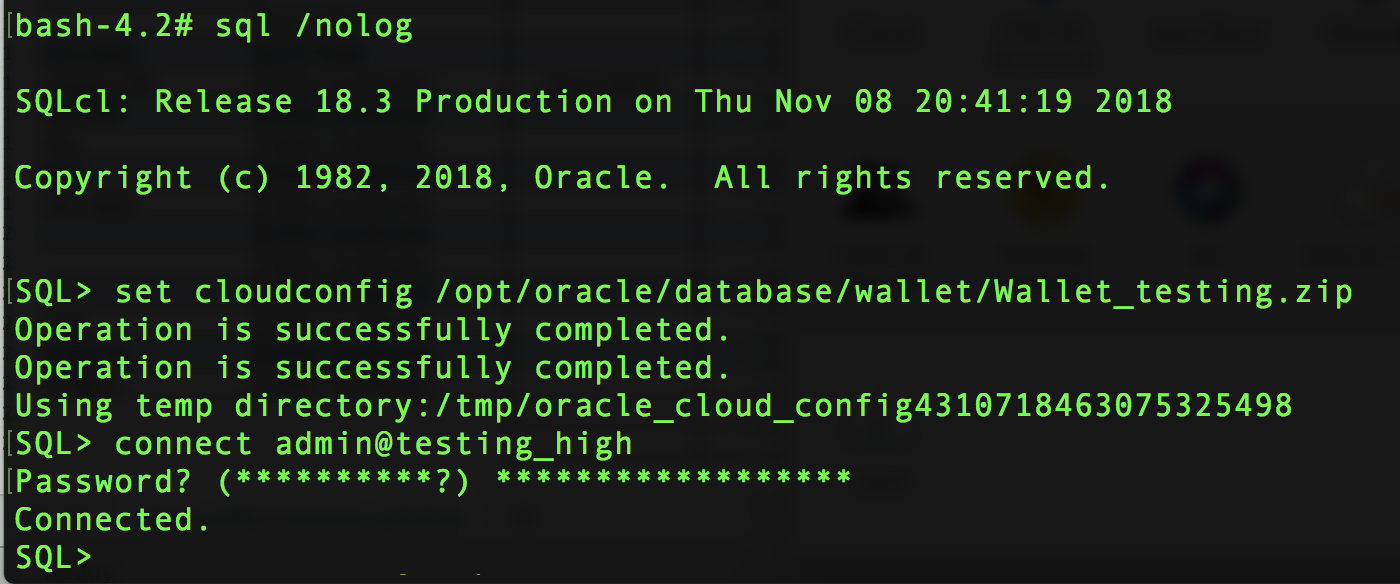 [bash-4.2# sql /nolog
SQLcl: Release 18.3 Production on Thu Nov 08 20:41:19 2018
Copyright (c) 1982, 2018, Oracle.  All rights reserved.
[SQL> set cloudconfig /opt/oracle/database/wallet/Wallet_testing.zip
Operation is successfully completed.
Operation is successfully completed.
Using temp directory:/tmp/oracle_cloud_config4310718463075325498
[SQL> connect admin@testing_high
[Password? (**********?) ******************
Connected.
SQL>